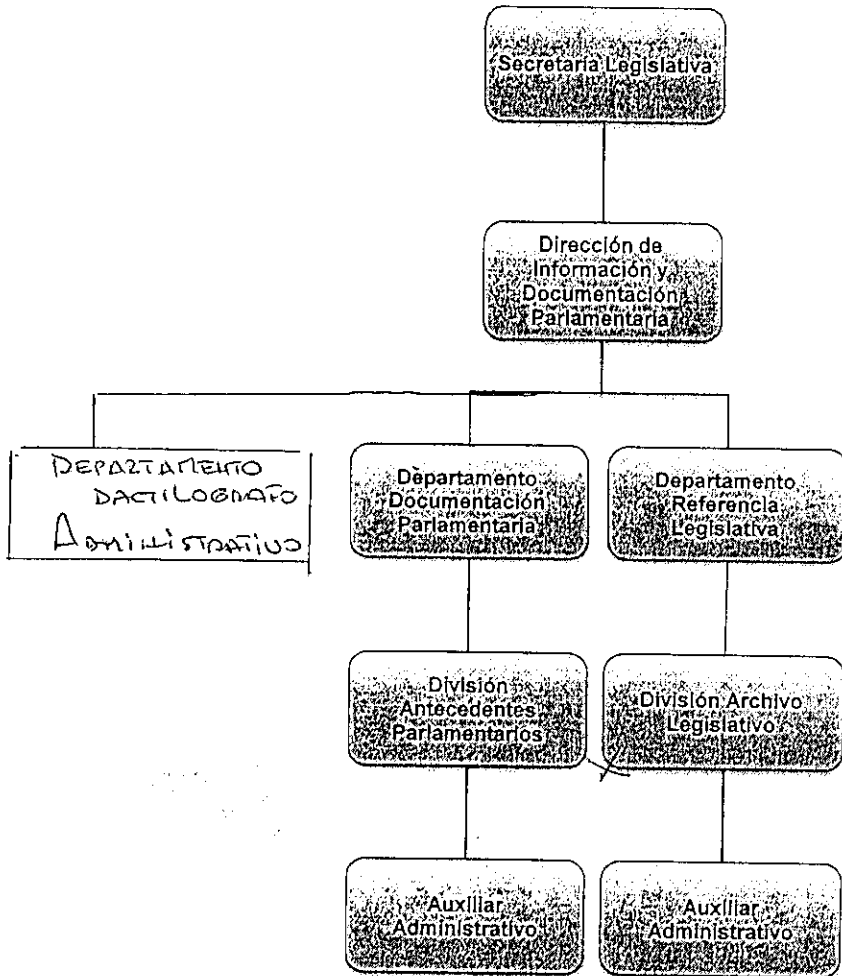 Secretaría Legislativa
Dirección de
Información y
Documentación
Parlamentaria
DEPARTAMENTO
DACTILOGRAFO
ADMINISTRATIVO
Departamento
Documentación
Parlamentaria
Departamento
Referencia
Legislativa
División
Antecedentes
Parlamentarios
División Archivo
Legislativo
Auxiliar
Administrativo
Auxiliar
Administrativo